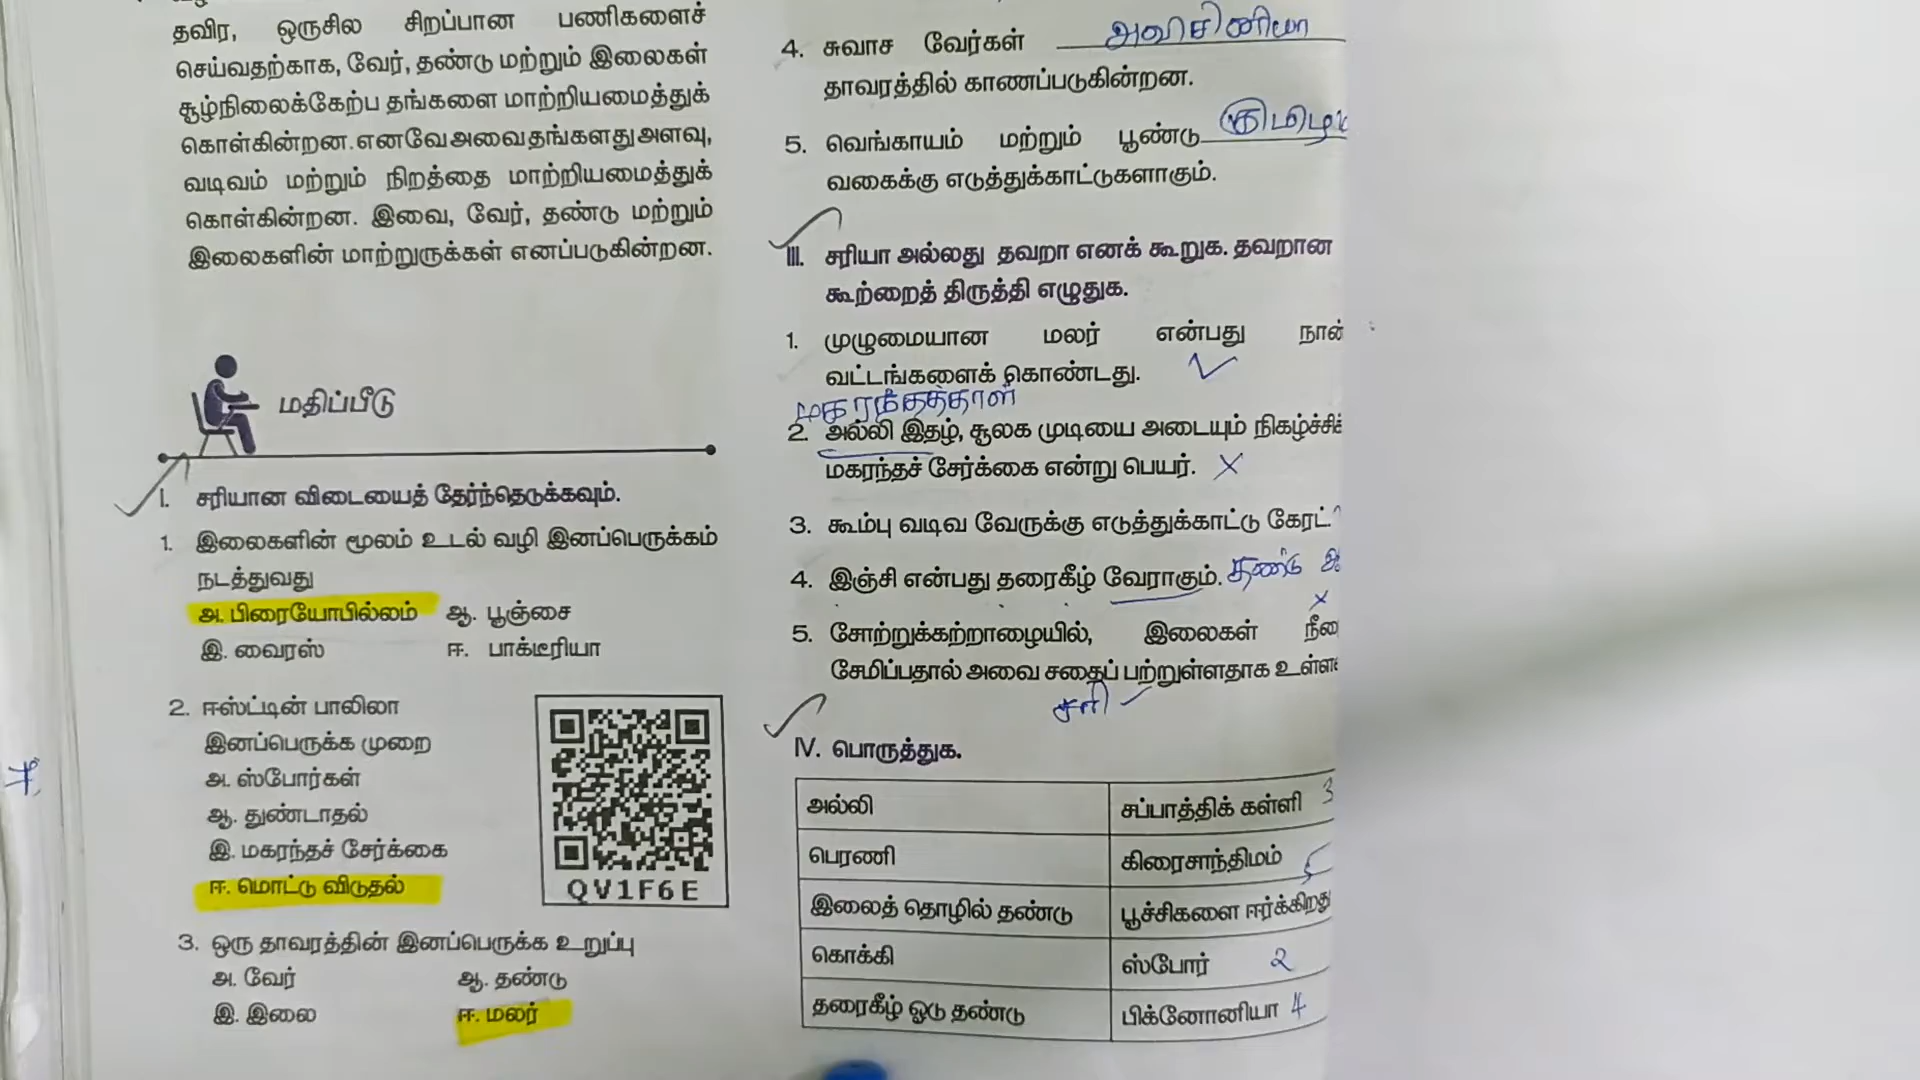 தவிர, ஒருசில சிறப்பான பணிகளைச்
செய்வதற்காக, வேர், தண்டு மற்றும் இலைகள்
சூழ்நிலைக்கேற்ப தங்களை மாற்றியமைத்துக்
கொள்கின்றன. எனவே அவை தங்களது அளவு,
வடிவம் மற்றும் நிறத்தை மாற்றியமைத்துக்
கொள்கின்றன. இவை, வேர், தண்டு மற்றும்
இலைகளின் மாற்றுருக்கள் எனப்படுகின்றன.
மதிப்பீடு
I. சரியான விடையைத் தேர்ந்தெடுக்கவும்.
1. இலைகளின் மூலம் உடல் வழி இனப்பெருக்கம்
நடத்துவது
அ. பிரையோபில்லம் ஆ. பூஞ்சை
இ. வைரஸ் ஈ. பாக்டீரியா
2. ஈஸ்ட்டின் பாலிலா
இனப்பெருக்க முறை
அ. ஸ்போர்கள்
ஆ. துண்டாதல்
இ. மகரந்தச் சேர்க்கை
ஈ. மொட்டு விடுதல்
QV1F6E
3. ஒரு தாவரத்தின் இனப்பெருக்க உறுப்பு
அ. வேர் ஆ. தண்டு
இ. இலை ஈ. மலர்
4. சுவாச வேர்கள் அவிசினியா
தாவரத்தில் காணப்படுகின்றன.
5. வெங்காயம் மற்றும் பூண்டு
வகைக்கு எடுத்துக்காட்டுகளாகும்.
III. சரியா அல்லது தவறா எனக் கூறுக. தவறான
கூற்றைத் திருத்தி எழுதுக.
1. முழுமையான மலர் என்பது நான்
வட்டங்களைக் கொண்டது.
மகரந்தத்தாள்
2. அல்லி இதழ், சூலக முடியை அடையும்
மகரந்தச் சேர்க்கை என்று பெயர். X
3. கூம்பு வடிவ வேருக்கு எடுத்துக்காட்டு கேரட்.
4. இஞ்சி என்பது தரைகீழ் வேராகும். தண்டு
X
5. சோற்றுக்கற்றாழையில், இலைகள்
சேமிப்பதால் அவை சதைப் பற்றுள்ளதாக
சரி
IV. பொருத்துக.
அல்லி சப்பாத்திக் கள்ளி 3
பெரணி கிரைசாந்திமம் 5
இலைத் தொழில் தண்டு பூச்சிகளை ஈர்க்கிறது
கொக்கி ஸ்போர் 2
தரைகீழ் ஓடு தண்டு பிக்னோனியா 4